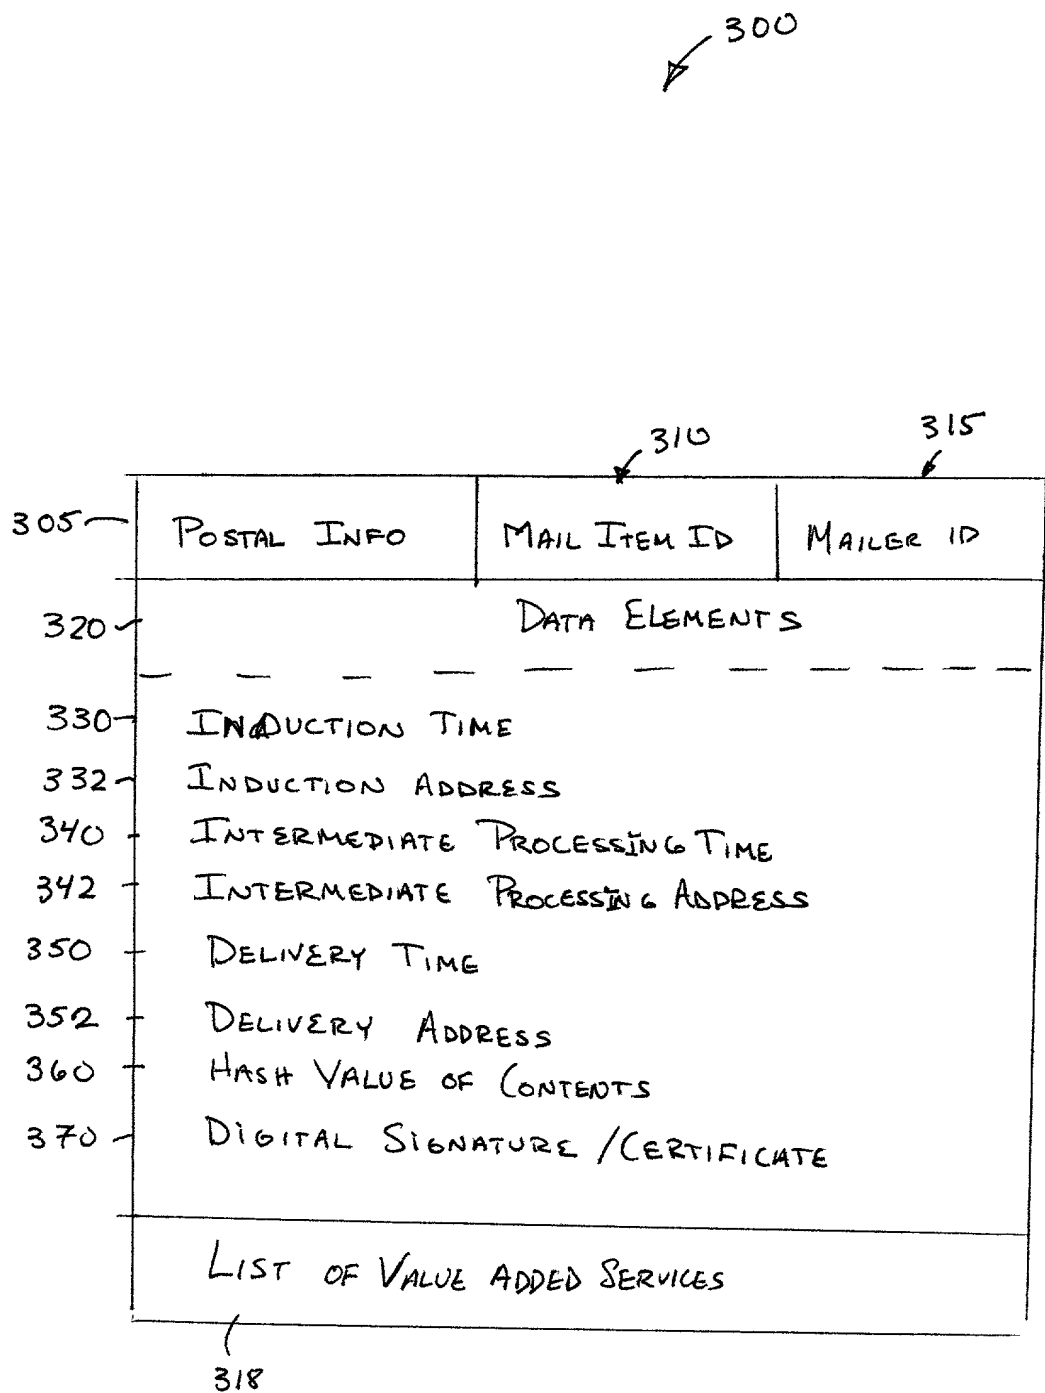 300
310
315
305 POSTAL INFO MAIL ITEM ID MAILER ID
320 DATA ELEMENTS
330 INDUCTION TIME
332 INDUCTION ADDRESS
340 INTERMEDIATE PROCESSING TIME
342 INTERMEDIATE PROCESSING ADDRESS
350 DELIVERY TIME
352 DELIVERY ADDRESS
360 HASH VALUE OF CONTENTS
370 DIGITAL SIGNATURE / CERTIFICATE
LIST OF VALUE ADDED SERVICES
318